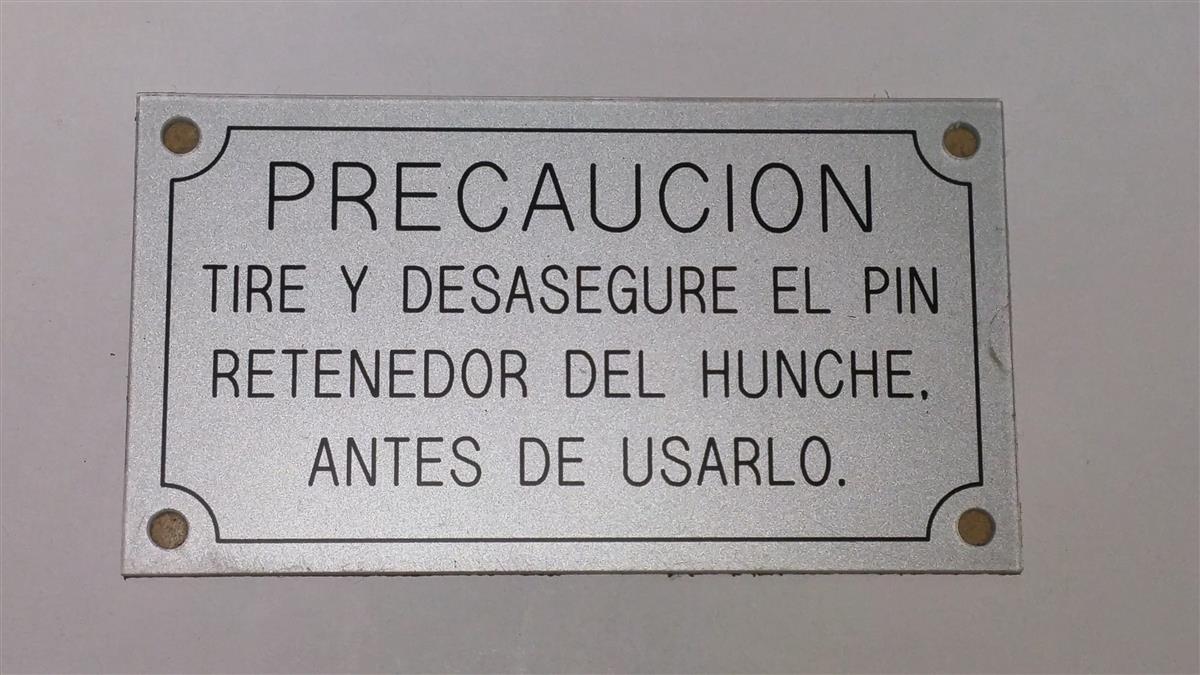 PRECAUCION
TIRE Y DESASEGURE EL PIN
RETENEDOR DEL HUNCHE.
ANTES DE USARLO.